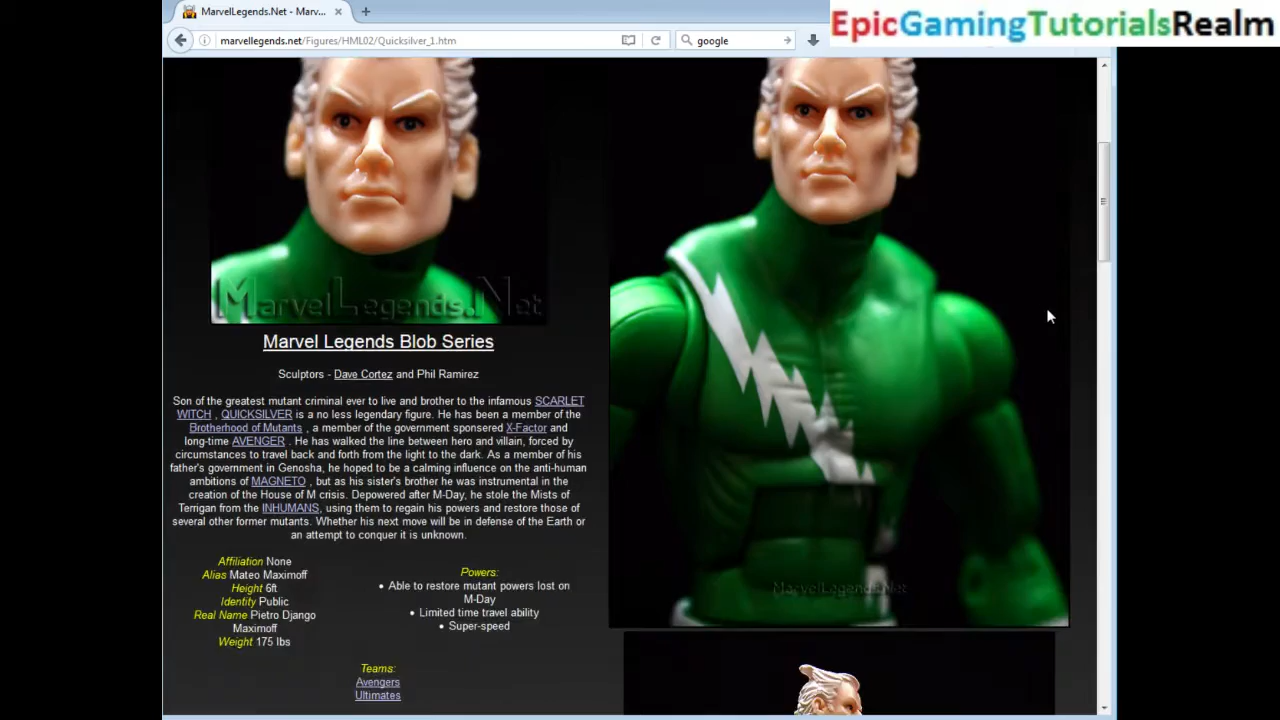 MarvelLegends.Net - Marv...
EpicGamingTutorialsRealm
marvellegends.net/Figures/HML02/Quicksilver_1.htm
google
MarvelLegends.Net
Marvel Legends Blob Series
Sculptors - Dave Cortez and Phil Ramirez
Son of the greatest mutant criminal ever to live and brother to the infamous SCARLET
WITCH , QUICKSILVER is a no less legendary figure. He has been a member of the
Brotherhood of Mutants , a member of the government sponsered X-Factor and
long-time AVENGER . He has walked the line between hero and villain, forced by
circumstances to travel back and forth from the light to the dark. As a member of his
father's government in Genosha, he hoped to be a calming influence on the anti-human
ambitions of MAGNETO , but as his sister's brother he was instrumental in the
creation of the House of M crisis. Depowered after M-Day, he stole the Mists of
Terrigan from the INHUMANS, using them to regain his powers and restore those of
several other former mutants. Whether his next move will be in defense of the Earth or
an attempt to conquer it is unknown.
Affiliation None
Alias Mateo Maximoff
Height 6ft
Identity Public
Real Name Pietro Django
Maximoff
Weight 175 lbs
Powers:
Able to restore mutant powers lost on
M-Day
Limited time travel ability
Super-speed
Teams:
Avengers
Ultimates
MarvelLegends.Net